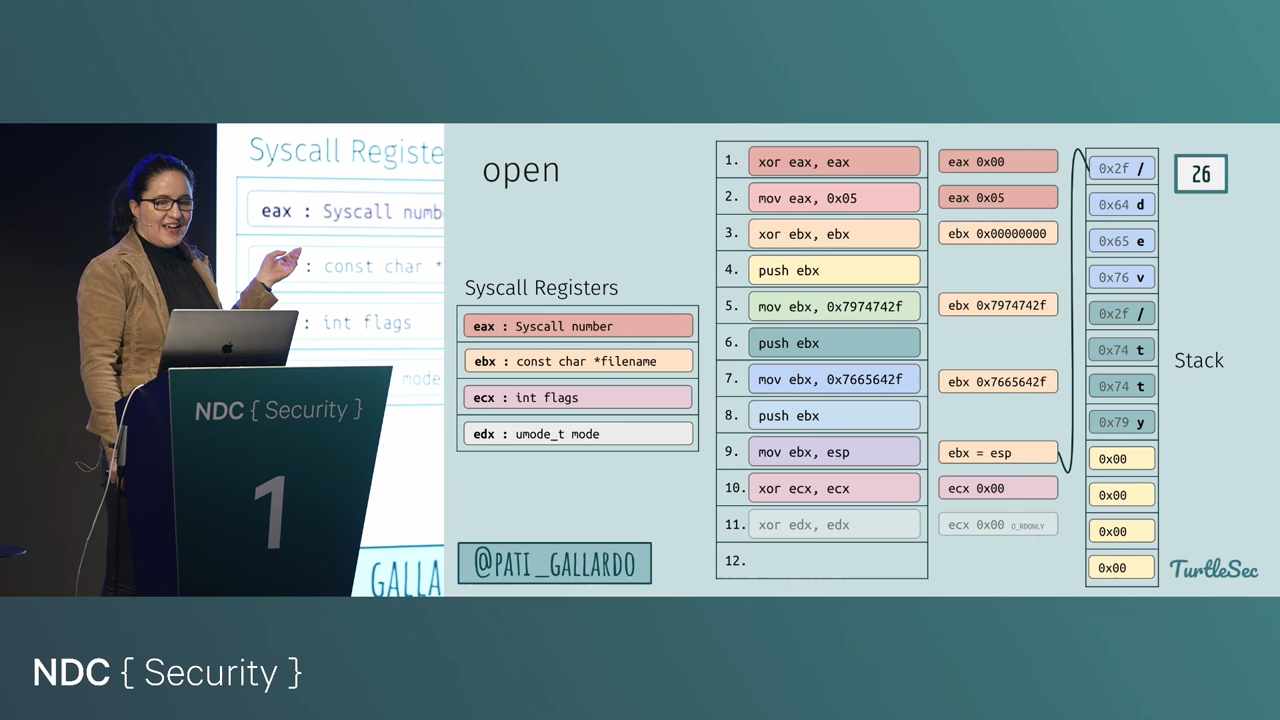 Syscall Registe
eax : Syscall numb
: const char *
: int flags
mode
GALLA
NDC { Security }
1
open
Syscall Registers
eax : Syscall number
ebx : const char *filename
ecx : int flags
edx : umode_t mode
@PATI_GALLARDO
1. xor eax, eax eax 0x00
2. mov eax, 0x05 eax 0x05
3. xor ebx, ebx ebx 0x00000000
4. push ebx
5. mov ebx, 0x7974742f ebx 0x7974742f
6. push ebx
7. mov ebx, 0x7665642f ebx 0x7665642f
8. push ebx
9. mov ebx, esp ebx = esp
10. xor ecx, ecx ecx 0x00
11. xor edx, edx ecx 0x00 O_RDONLY
12.
0x2f /
0x64 d
0x65 e
0x76 v
0x2f /
0x74 t
0x74 t
0x79 y
0x00
0x00
0x00
0x00
26
Stack
TurtleSec
NDC { Security }